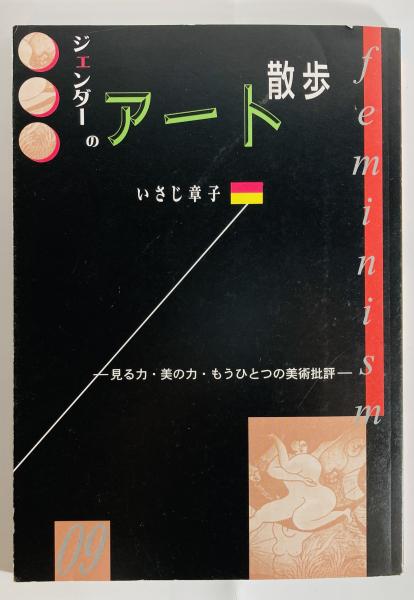 ジェンダーの
アート
散歩
feminism
いさじ章子
―見る力・美の力・もうひとつの美術批評―
09